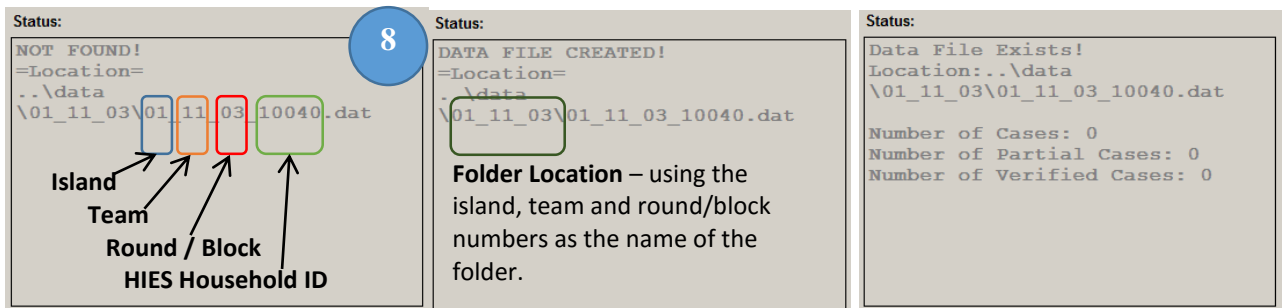 Status:
NOT FOUND!
=Location=
..\data
\01_11_03\01_11_03_10040.dat
Island
Team
Round / Block
HIES Household ID
8
Status:
DATA FILE CREATED!
=Location=
..\data
\01_11_03\01_11_03_10040.dat
Folder Location – using the
island, team and round/block
numbers as the name of the
folder.
Status:
Data File Exists!
Location:..\data
\01_11_03\01_11_03_10040.dat
Number of Cases: 0
Number of Partial Cases: 0
Number of Verified Cases: 0